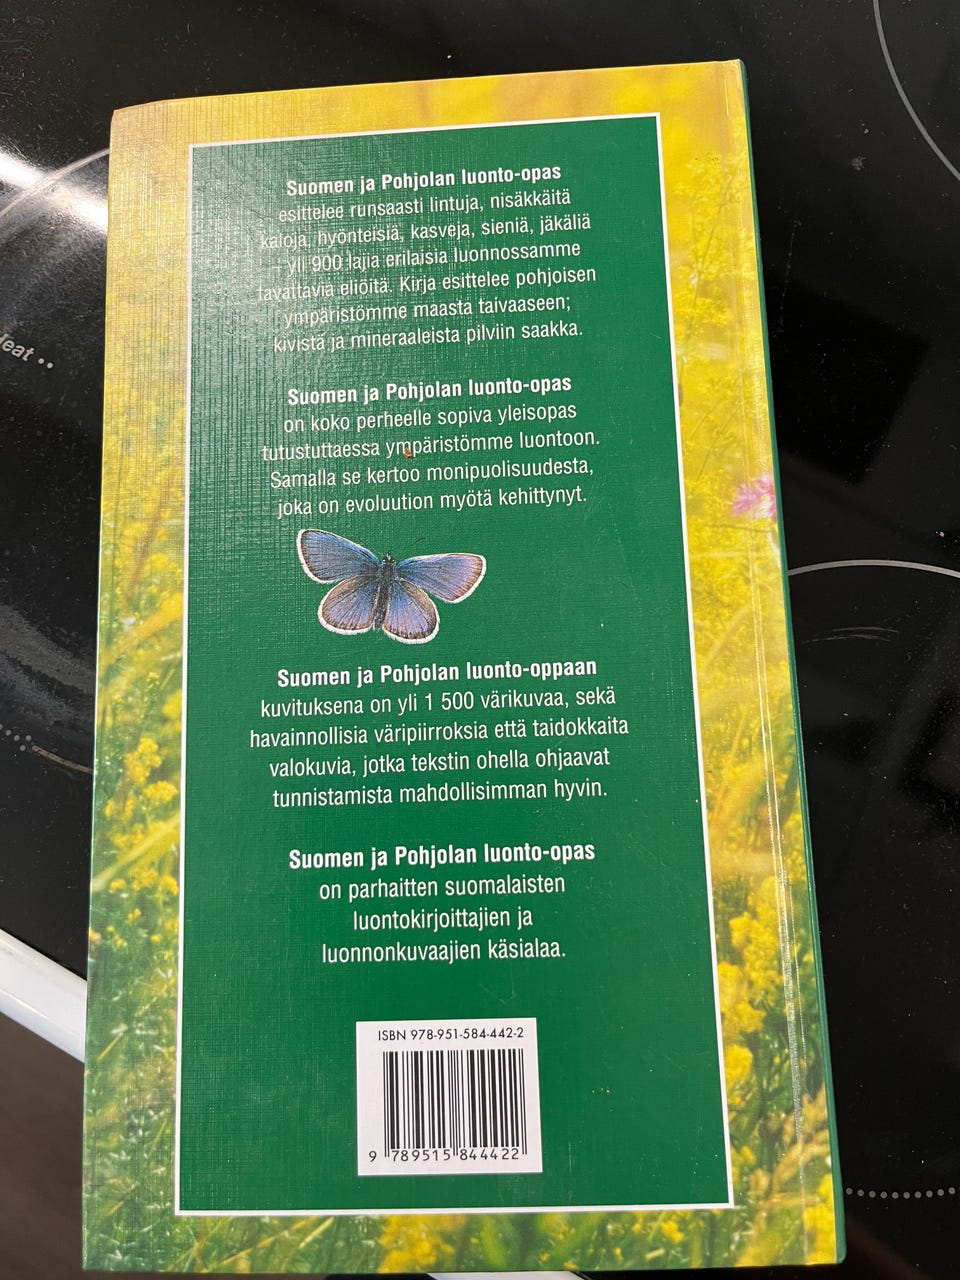 Suomen ja Pohjolan luonto-opas
esittelee runsaasti lintuja, nisäkkäitä
kaloja, hyönteisiä, kasveja, sieniä, jäkäliä
- yli 900 lajia erilaisia luonnossamme
tavattavia eliöitä. Kirja esittelee pohjoisen
ympäristömme maasta taivaaseen;
kivistä ja mineraaleista pilviin saakka.
Suomen ja Pohjolan luonto-opas
on koko perheelle sopiva yleisopas
tutustuttaessa ympäristömme luontoon.
Samalla se kertoo monipuolisuudesta,
joka on evoluution myötä kehittynyt.
Suomen ja Pohjolan luonto-oppaan
kuvituksena on yli 1 500 värikuvaa, sekä
havainnollisia väripiirroksia että taidokkaita
valokuvia, jotka tekstin ohella ohjaavat
tunnistamista mahdollisimman hyvin.
Suomen ja Pohjolan luonto-opas
on parhaitten suomalaisten
luontokirjoittajien ja
luonnonkuvaajien käsialaa.
ISBN 978-951-584-442-2
9 789515 844422